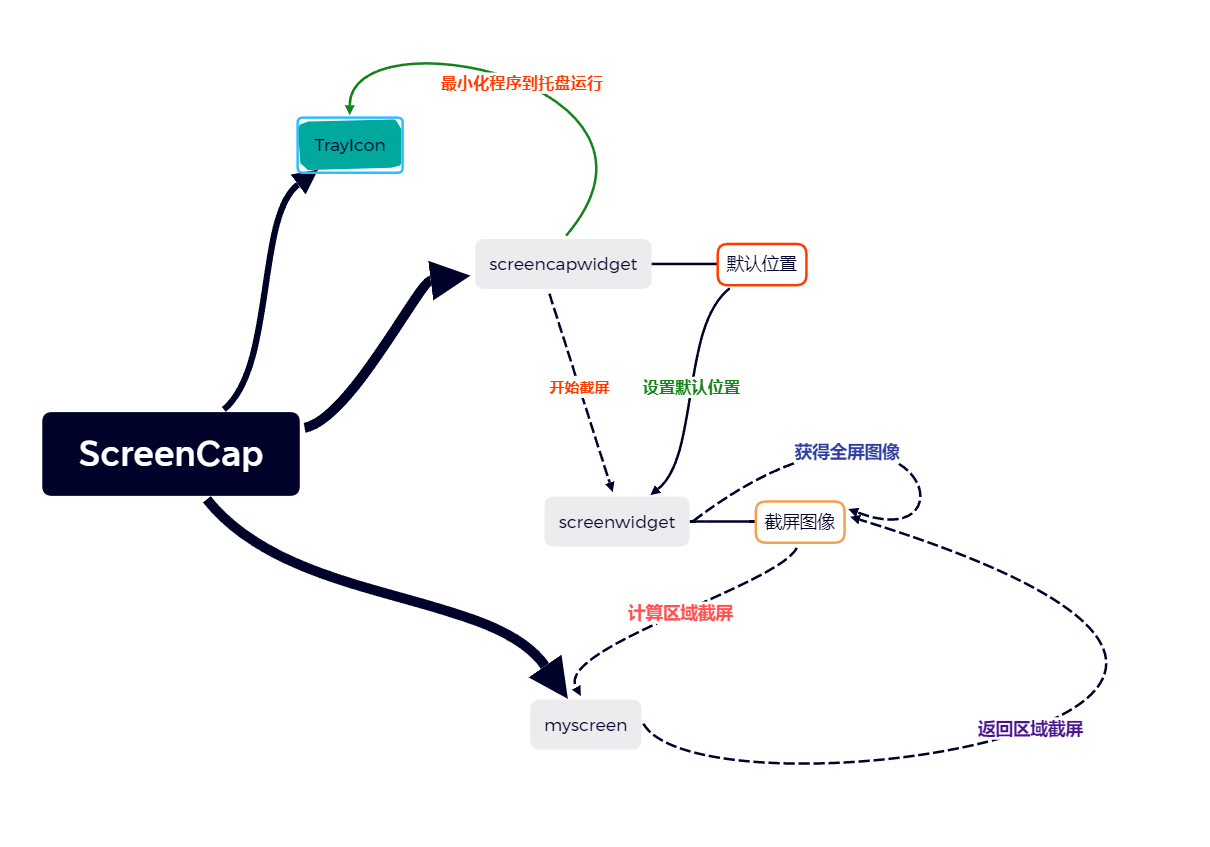 最小化程序到托盘运行
TrayIcon
screencapwidget
默认位置
开始截屏
设置默认位置
ScreenCap
获得全屏图像
screenwidget
截屏图像
计算区域截屏
myscreen
返回区域截屏